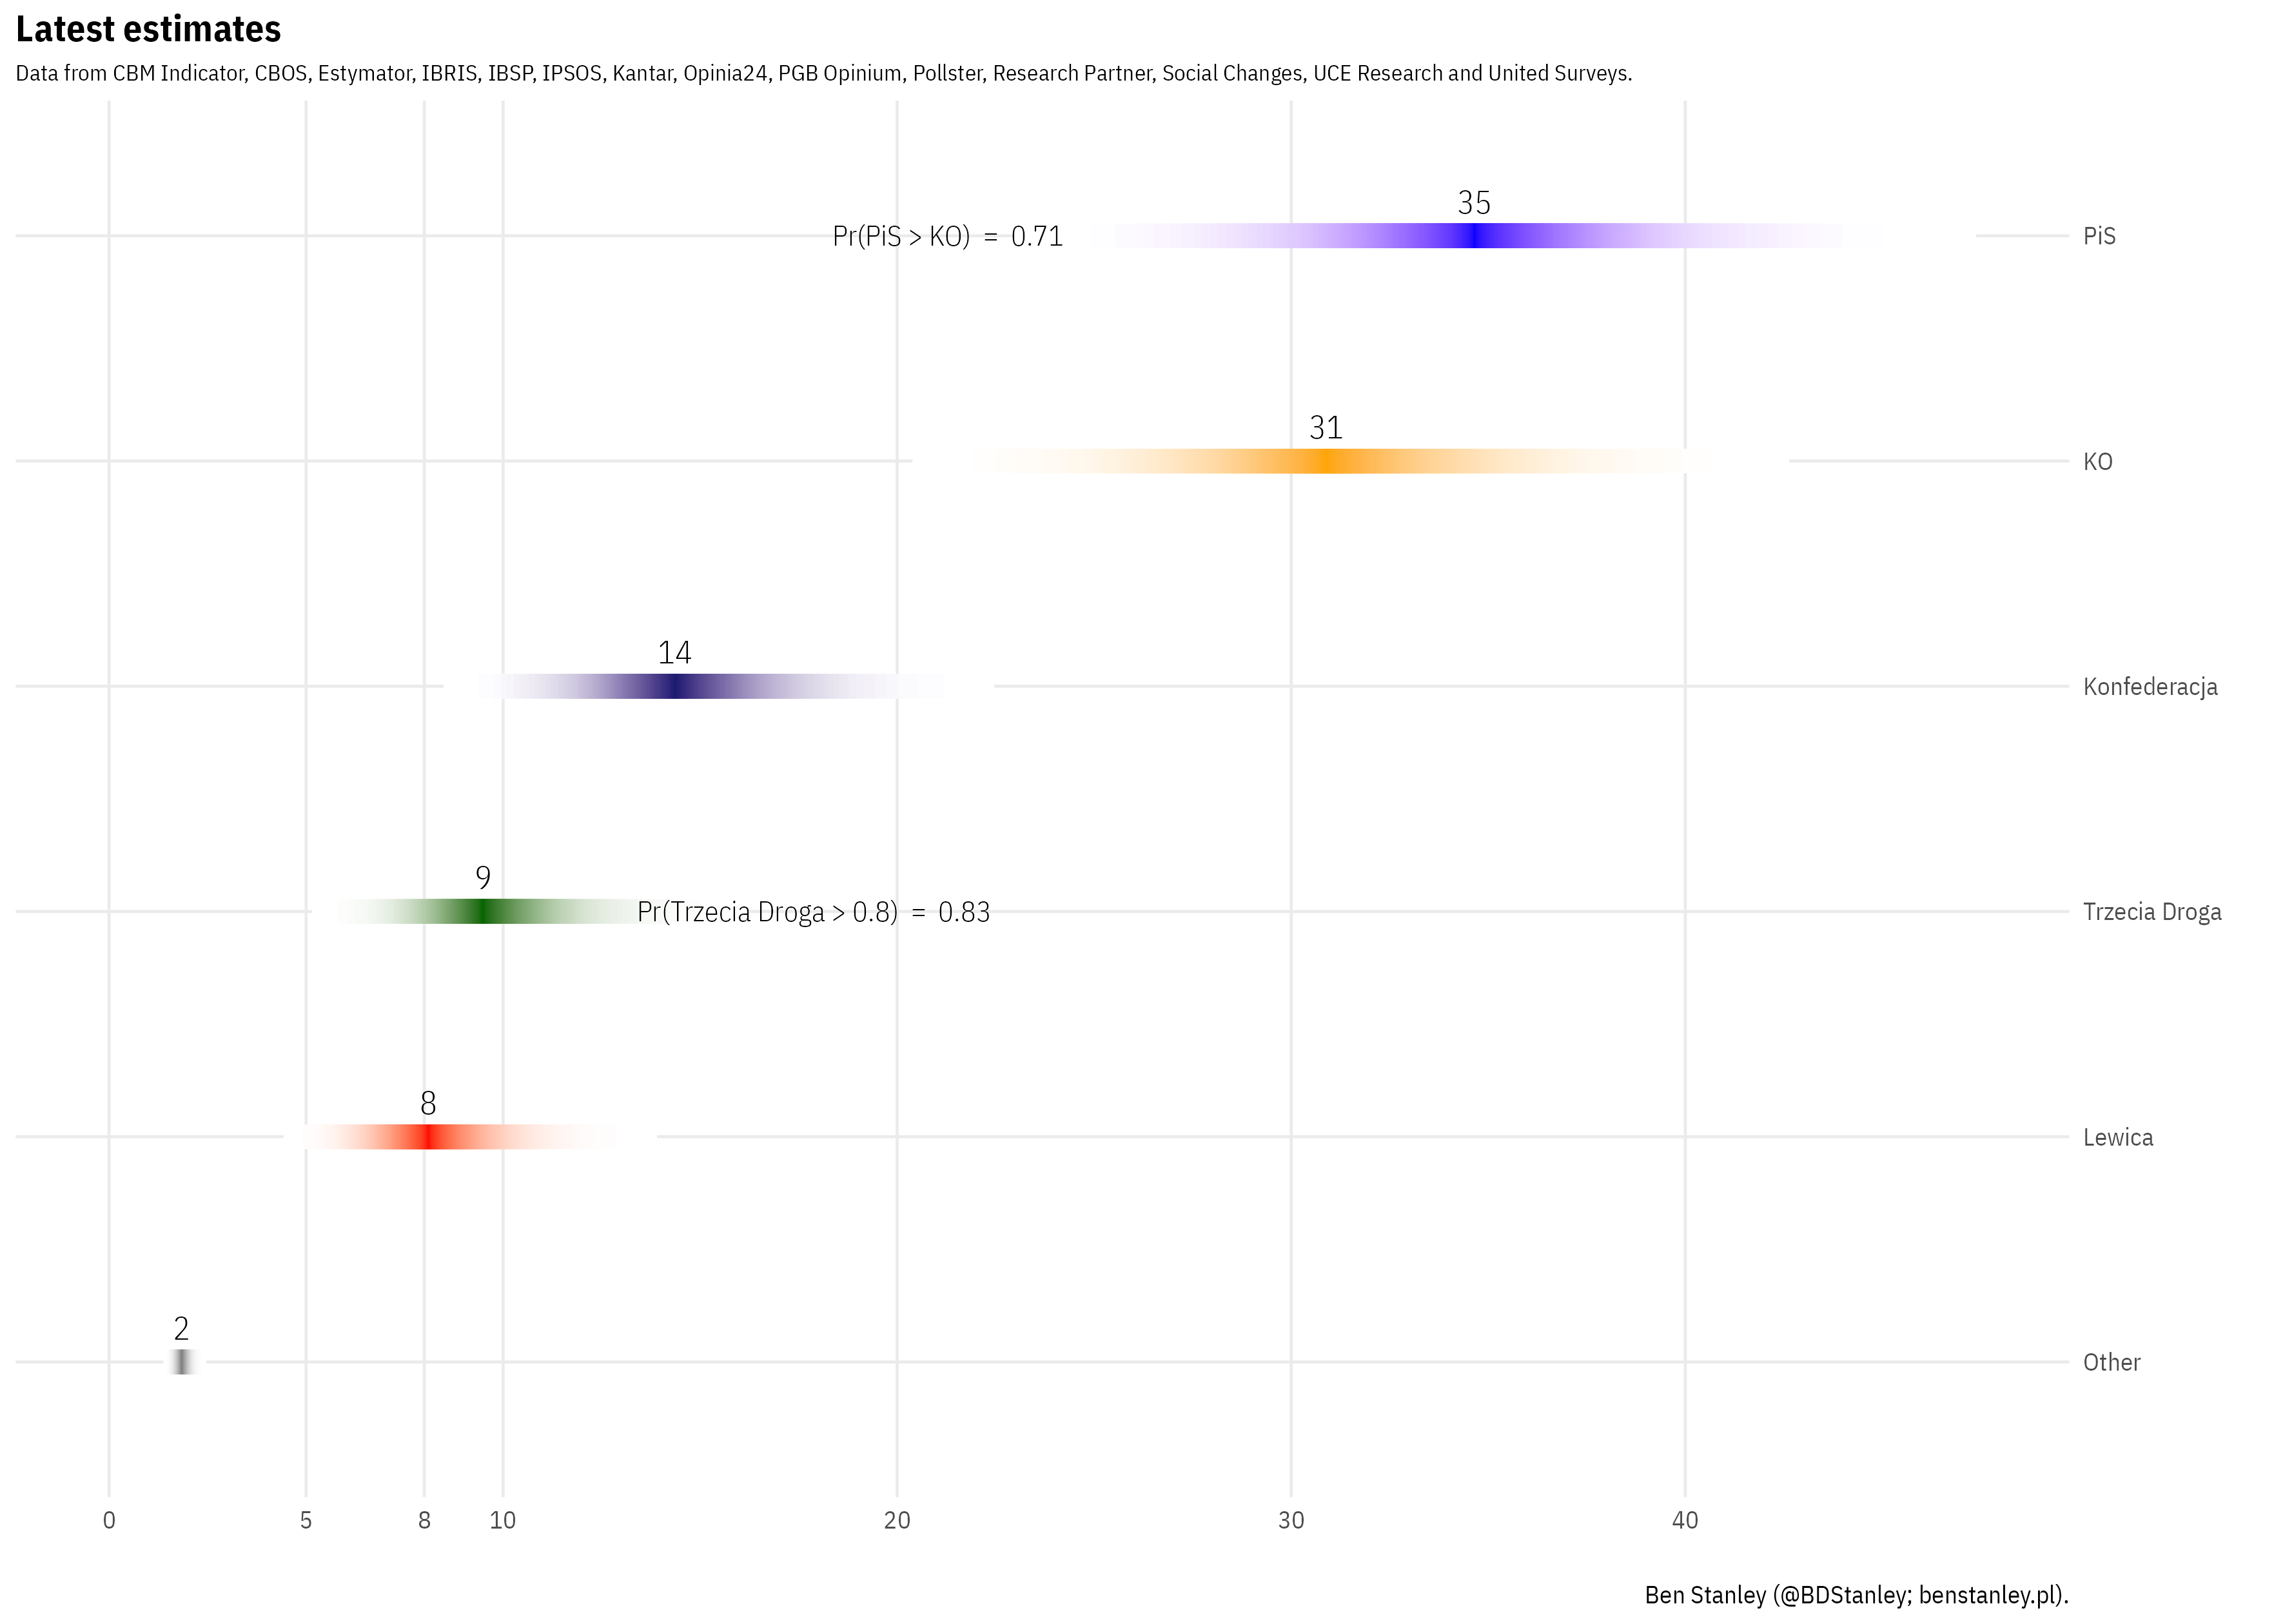 Latest estimates
Data from CBM Indicator, CBOS, Estymator, IBRIS, IBSP, IPSOS, Kantar, Opinia24, PGB Opinium, Pollster, Research Partner, Social Changes, UCE Research and United Surveys.
35
Pr(PiS > KO) = 0.71
PiS
31
KO
14
Konfederacja
9
Pr(Trzecia Droga > 0.8) = 0.83
Trzecia Droga
8
Lewica
2
Other
0 5 8 10 20 30 40
Ben Stanley (@BDStanley; benstanley.pl).